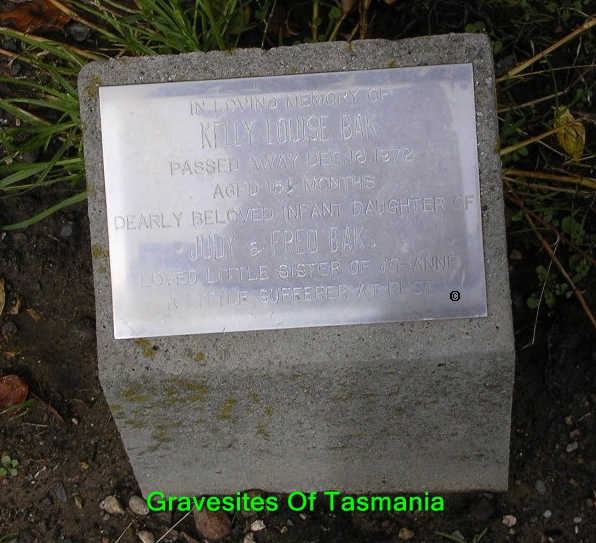 IN LOVING MEMORY OF
KELLY LOUISE BAK
PASSED AWAY DEC. 16. 1972
AGED 15½ MONTHS
DEARLY BELOVED INFANT DAUGHTER OF
JUDY & FRED BAK.
LOVED LITTLE SISTER OF JO-ANNE
A LITTLE SUFFERER AT REST
©
Gravesites Of Tasmania